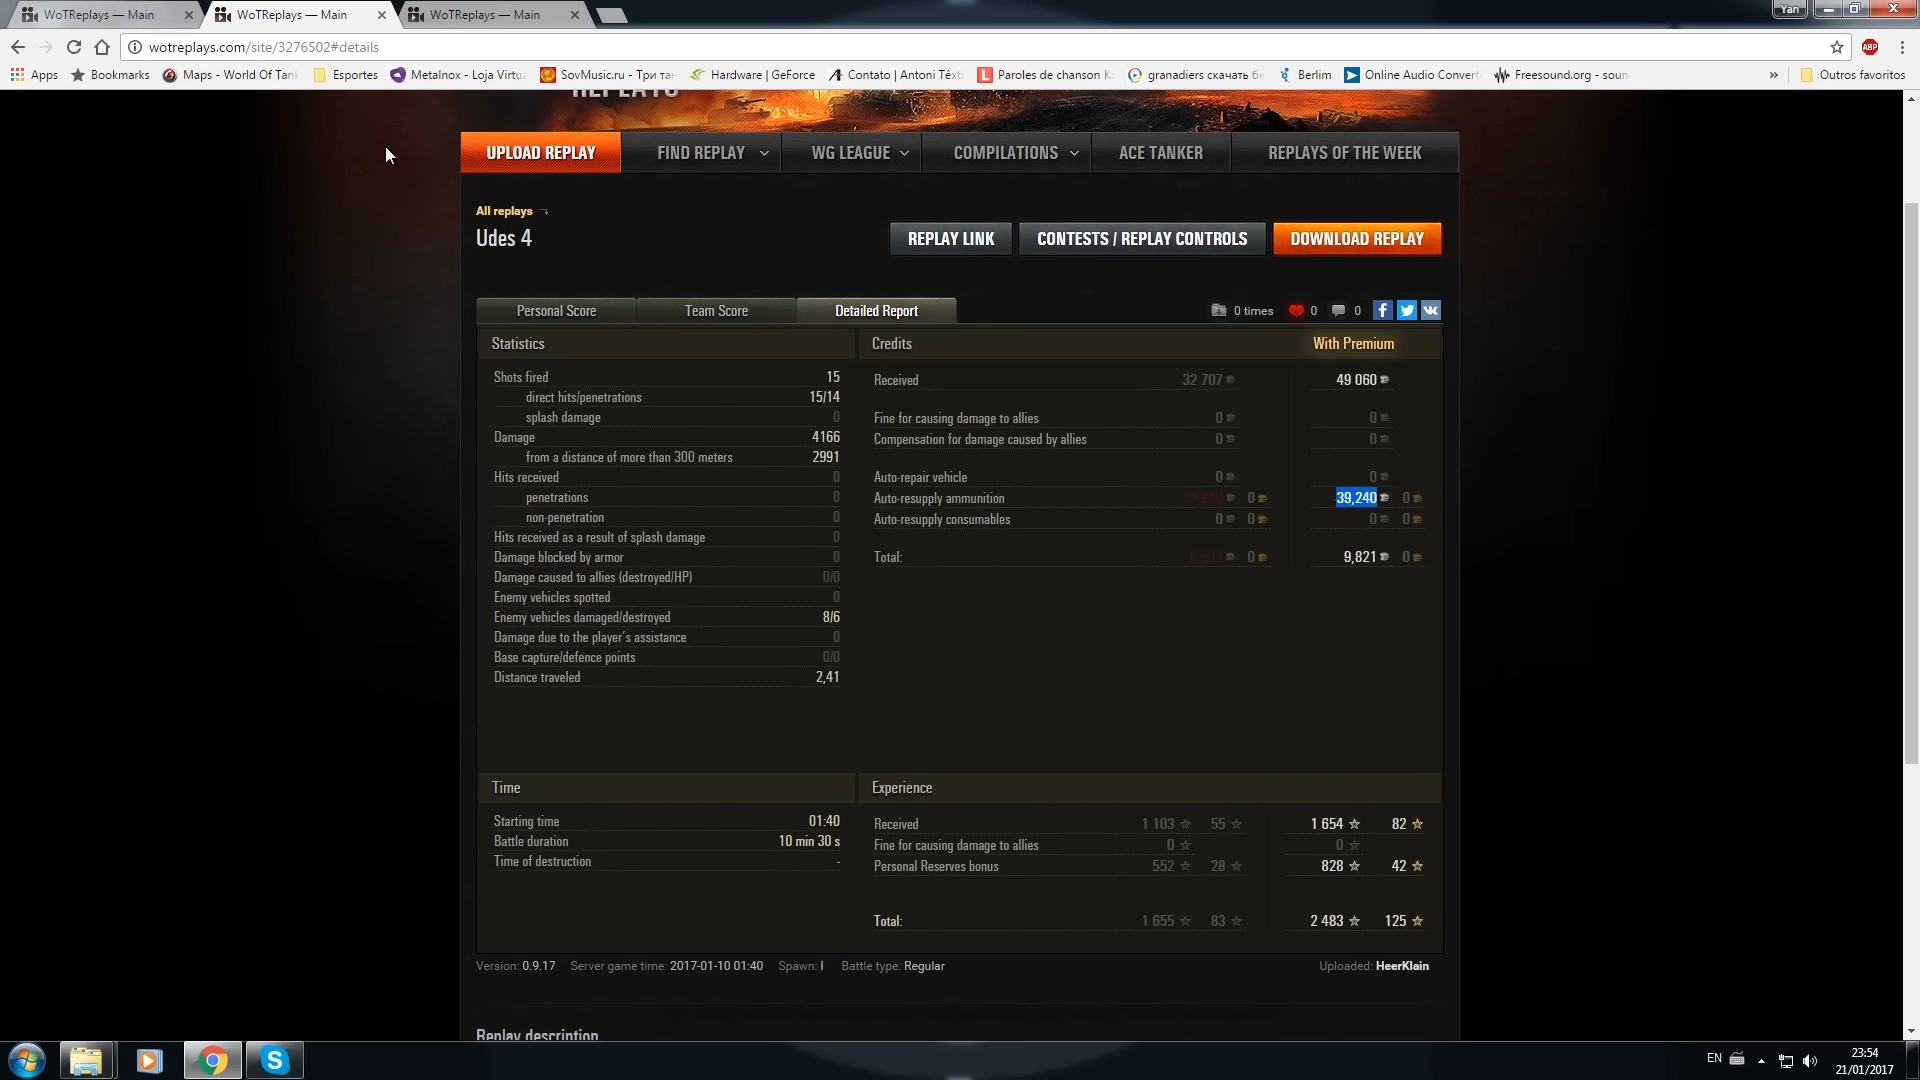 WoTReplays — Main
WoTReplays — Main
WoTReplays — Main
Yan
wotreplays.com/site/3276502#details
ABP
Apps Bookmarks Maps - World Of Tank Esportes Metalnox - Loja Virtua SovMusic.ru - Три та Hardware | GeForce Contato | Antoni Têxti Paroles de chanson Ka granadiers скачать бе Berlim Online Audio Convert Freesound.org - soun » Outros favoritos
REPLAYS
UPLOAD REPLAY FIND REPLAY WG LEAGUE COMPILATIONS ACE TANKER REPLAYS OF THE WEEK
All replays
Udes 4
REPLAY LINK CONTESTS / REPLAY CONTROLS DOWNLOAD REPLAY
Personal Score Team Score Detailed Report 0 times 0 0
Statistics
Shots fired 15
direct hits/penetrations 15/14
splash damage 0
Damage 4166
from a distance of more than 300 meters 2991
Hits received 0
penetrations 0
non-penetration 0
Hits received as a result of splash damage 0
Damage blocked by armor 0
Damage caused to allies (destroyed/HP) 0/0
Enemy vehicles spotted 0
Enemy vehicles damaged/destroyed 8/6
Damage due to the player's assistance 0
Base capture/defence points 0/0
Distance traveled 2,41
Credits With Premium
Received 32 707 49 060
Fine for causing damage to allies 0 0
Compensation for damage caused by allies 0 0
Auto-repair vehicle 0 0
Auto-resupply ammunition 0 39,240 0
Auto-resupply consumables 0 0 0 0
Total: 0 9,821 0
Time
Starting time 01:40
Battle duration 10 min 30 s
Time of destruction -
Experience
Received 1 103 55 1 654 82
Fine for causing damage to allies 0 0
Personal Reserves bonus 552 28 828 42
Total: 1 655 83 2 483 125
Version: 0.9.17 Server game time: 2017-01-10 01:40 Spawn: I Battle type: Regular Uploaded: HeerKlain
Replay description
EN
23:54
21/01/2017